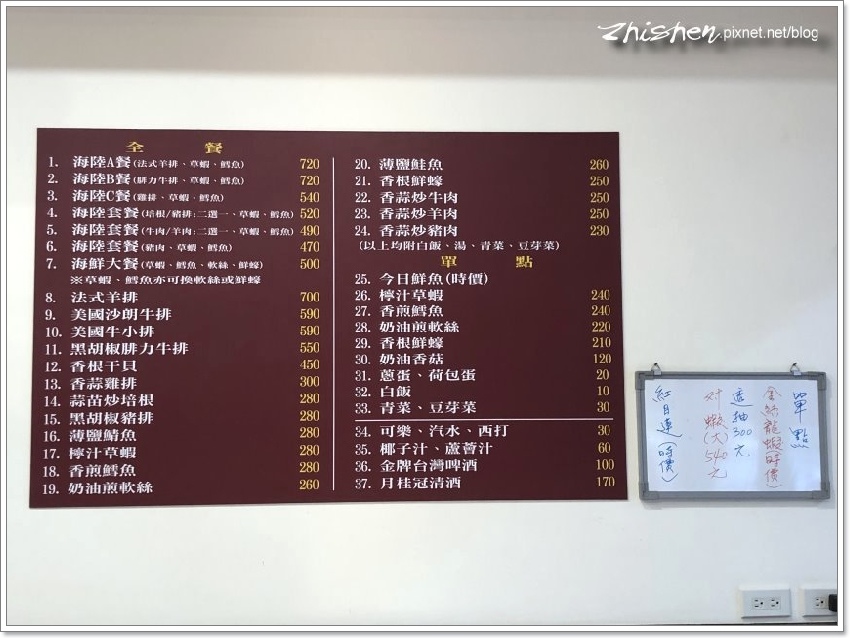 zhishen.pixnet.net/blog
全 餐
1. 海陸A餐(法式羊排、草蝦、鱈魚) 720
2. 海陸B餐(腓力牛排、草蝦、鱈魚) 720
3. 海陸C餐(雞排、草蝦、鱈魚) 540
4. 海陸套餐(培根/豬排:二選一、草蝦、鱈魚) 520
5. 海陸套餐(牛肉/羊肉:二選一、草蝦、鱈魚) 490
6. 海陸套餐(豬肉、草蝦、鱈魚) 470
7. 海鮮大餐(草蝦、鱈魚、軟絲、鮮蠔) 500
※草蝦、鱈魚亦可換軟絲或鮮蠔
8. 法式羊排 700
9. 美國沙朗牛排 590
10. 美國牛小排 590
11. 黑胡椒腓力牛排 550
12. 香根干貝 450
13. 香蒜雞排 300
14. 蒜苗炒培根 280
15. 黑胡椒豬排 280
16. 薄鹽鯖魚 280
17. 檸汁草蝦 280
18. 香煎鱈魚 280
19. 奶油煎軟絲 260
20. 薄鹽鮭魚 260
21. 香根鮮蠔 250
22. 香蒜炒牛肉 250
23. 香蒜炒羊肉 250
24. 香蒜炒豬肉 230
(以上均附白飯、湯、青菜、豆芽菜)
單 點
25. 今日鮮魚(時價)
26. 檸汁草蝦 240
27. 香煎鱈魚 240
28. 奶油煎軟絲 220
29. 香根鮮蠔 210
30. 奶油香菇 120
31. 蔥蛋、荷包蛋 20
32. 白飯 10
33. 青菜、豆芽菜 30
34. 可樂、汽水、西打 30
35. 椰子汁、蘆薈汁 60
36. 金牌台灣啤酒 100
37. 月桂冠清酒 170
單點
龍蝦(時價)
透抽300元
对蝦(大)540元
紅目連(時價)